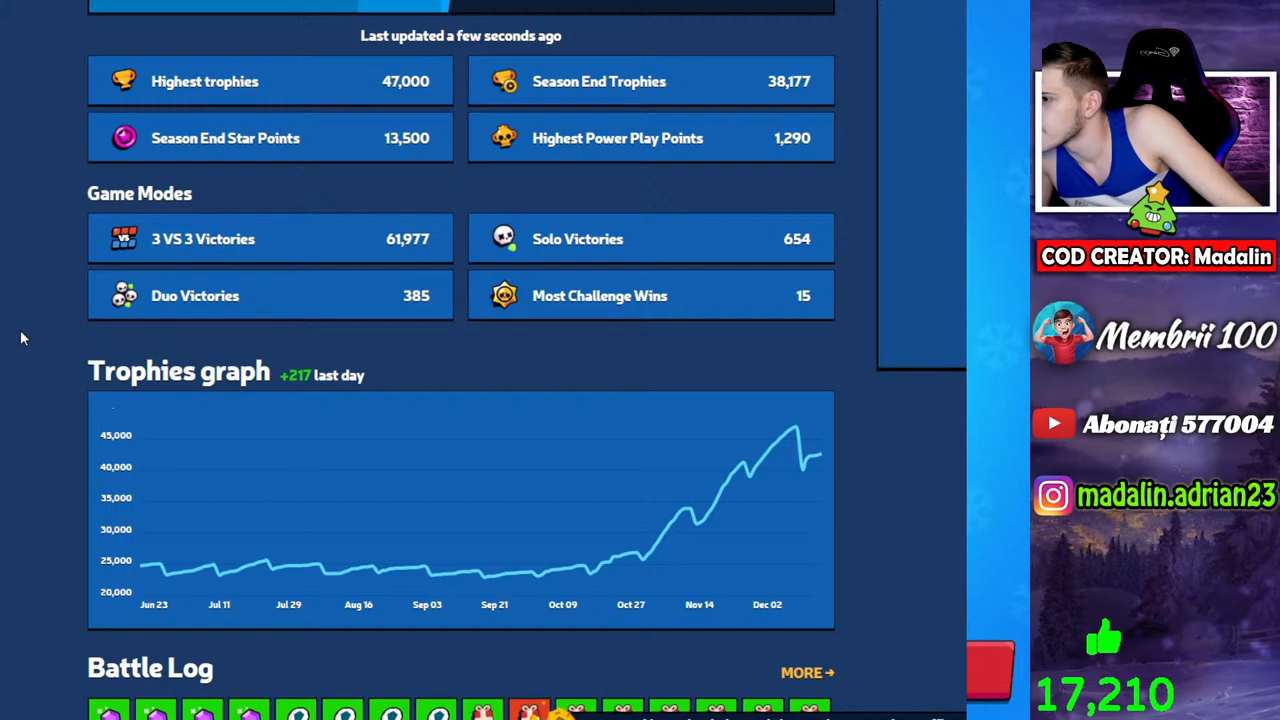 Last updated a few seconds ago
Highest trophies 47,000
Season End Trophies 38,177
Season End Star Points 13,500
Highest Power Play Points 1,290
Game Modes
3 VS 3 Victories 61,977
Solo Victories 654
Duo Victories 385
Most Challenge Wins 15
Trophies graph +217 last day
45,000
40,000
35,000
30,000
25,000
20,000
Jun 23 Jul 11 Jul 29 Aug 16 Sep 03 Sep 21 Oct 09 Oct 27 Nov 14 Dec 02
Battle Log MORE →
COD CREATOR: Madalin
Membrii 100
Abonați 577004
madalin.adrian23
17,210